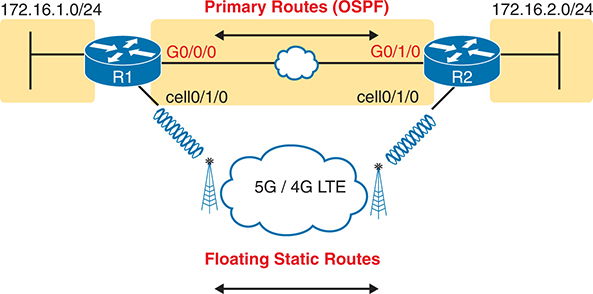 Primary Routes (OSPF)
172.16.1.0/24
172.16.2.0/24
G0/0/0
G0/1/0
R1
R2
cell0/1/0
cell0/1/0
5G / 4G LTE
Floating Static Routes